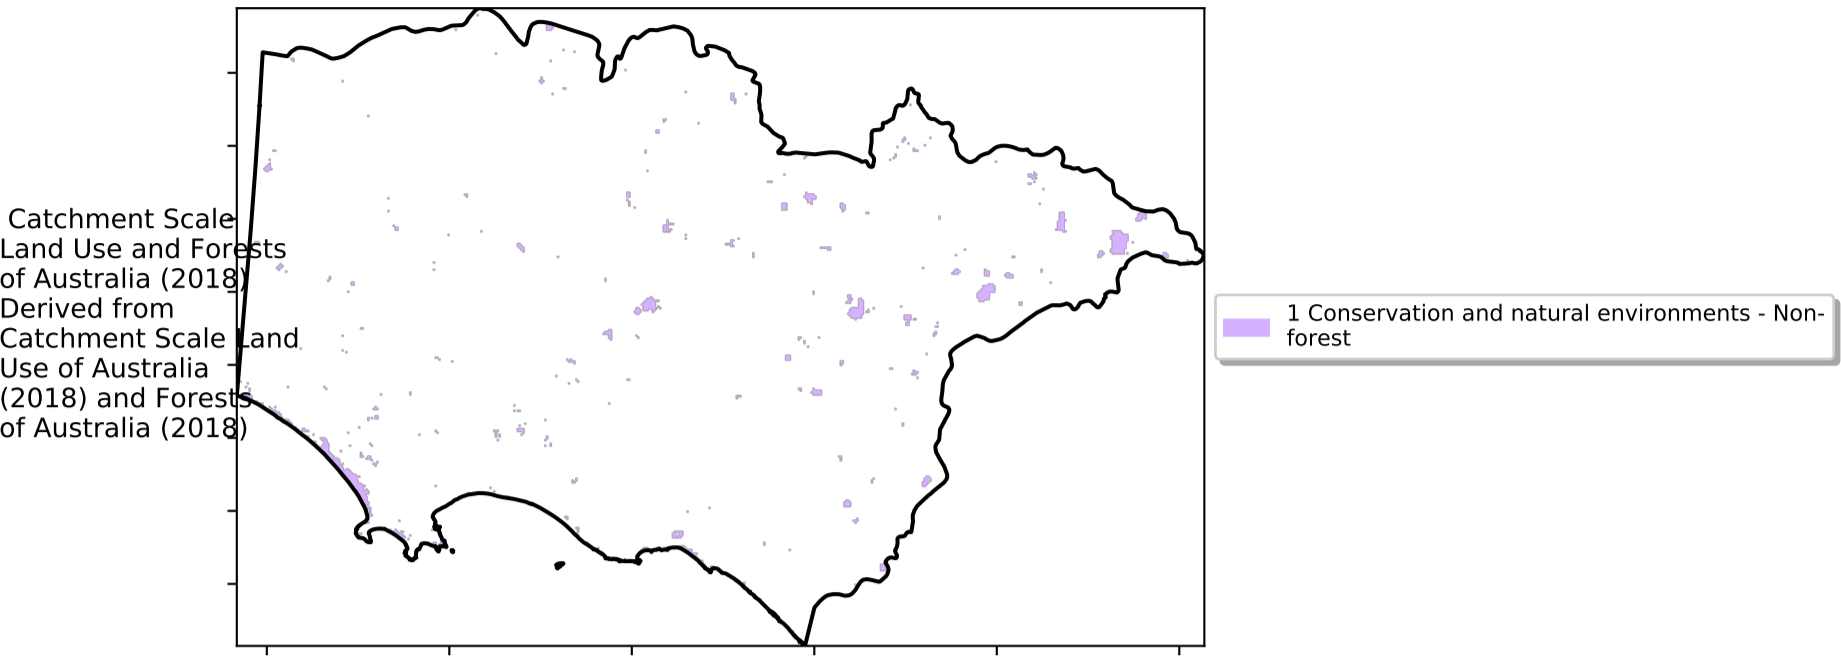 Catchment Scale
Land Use and Forests
of Australia (2018)
Derived from
Catchment Scale Land
Use of Australia
(2018) and Forests
of Australia (2018)
1 Conservation and natural environments - Non-
forest